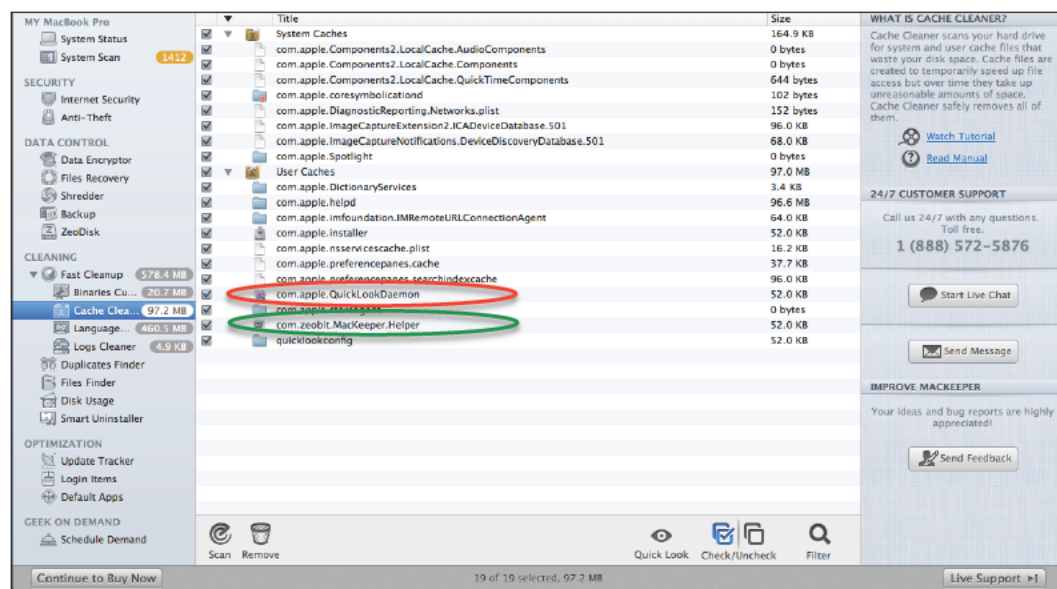 MY MacBook Pro
System Status
System Scan 1412
SECURITY
Internet Security
Anti-Theft
DATA CONTROL
Data Encryptor
Files Recovery
Shredder
Backup
ZeoDisk
CLEANING
Fast Cleanup 578.4 MB
Binaries Cu... 20.7 MB
Cache Clea... 97.2 MB
Language... 460.5 MB
Logs Cleaner 4.9 KB
Duplicates Finder
Files Finder
Disk Usage
Smart Uninstaller
OPTIMIZATION
Update Tracker
Login Items
Default Apps
GEEK ON DEMAND
Schedule Demand
Title Size
System Caches 164.9 KB
com.apple.Components2.LocalCache.AudioComponents 0 bytes
com.apple.Components2.LocalCache.Components 0 bytes
com.apple.Components2.LocalCache.QuickTimeComponents 644 bytes
com.apple.coresymbolicationd 102 bytes
com.apple.DiagnosticReporting.Networks.plist 152 bytes
com.apple.ImageCaptureExtension2.ICADeviceDatabase.501 96.0 KB
com.apple.ImageCaptureNotifications.DeviceDiscoveryDatabase.501 68.0 KB
com.apple.Spotlight 0 bytes
User Caches 97.0 MB
com.apple.DictionaryServices 3.4 KB
com.apple.helpd 96.6 MB
com.apple.imfoundation.IMRemoteURLConnectionAgent 64.0 KB
com.apple.installer 52.0 KB
com.apple.nsservicescache.plist 16.2 KB
com.apple.preferencepanes.cache 37.7 KB
com.apple.preferencepanes.searchindexcache 96.0 KB
com.apple.QuickLookDaemon 52.0 KB
0 bytes
com.zeobit.MacKeeper.Helper 52.0 KB
quicklookconfig 52.0 KB
Scan Remove Quick Look Check/Uncheck Filter
WHAT IS CACHE CLEANER?
Cache Cleaner scans your hard drive
for system and user cache files that
waste your disk space. Cache files are
created to temporarily speed up file
access but over time they take up
unreasonable amounts of space.
Cache Cleaner safely removes all of
them.
Watch Tutorial
Read Manual
24/7 CUSTOMER SUPPORT
Call us 24/7 with any questions.
Toll free.
1 (888) 572-5876
Start Live Chat
Send Message
IMPROVE MACKEEPER
Your ideas and bug reports are highly
appreciated!
Send Feedback
Continue to Buy Now 19 of 19 selected, 97.2 MB Live Support